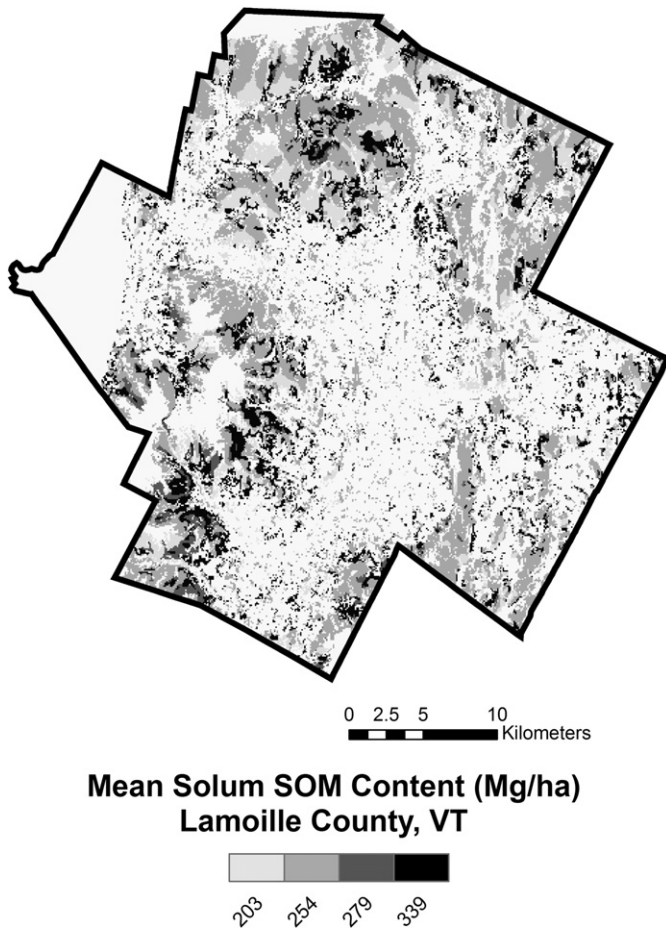 0 2.5 5 10
Kilometers
Mean Solum SOM Content (Mg/ha)
Lamoille County, VT
203 254 279 339